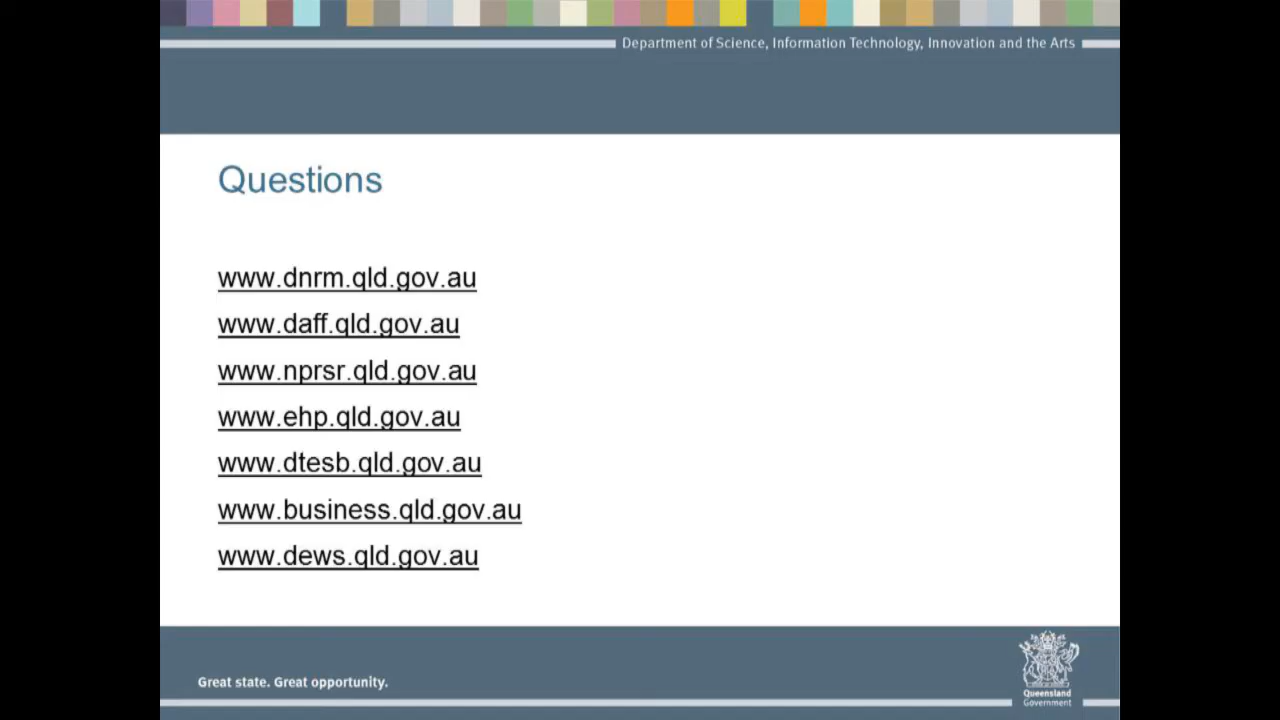 Department of Science, Information Technology, Innovation and the Arts
Questions
www.dnrm.qld.gov.au
www.daff.qld.gov.au
www.nprsr.qld.gov.au
www.ehp.qld.gov.au
www.dtesb.qld.gov.au
www.business.qld.gov.au
www.dews.qld.gov.au
Great state. Great opportunity.
Queensland
Government